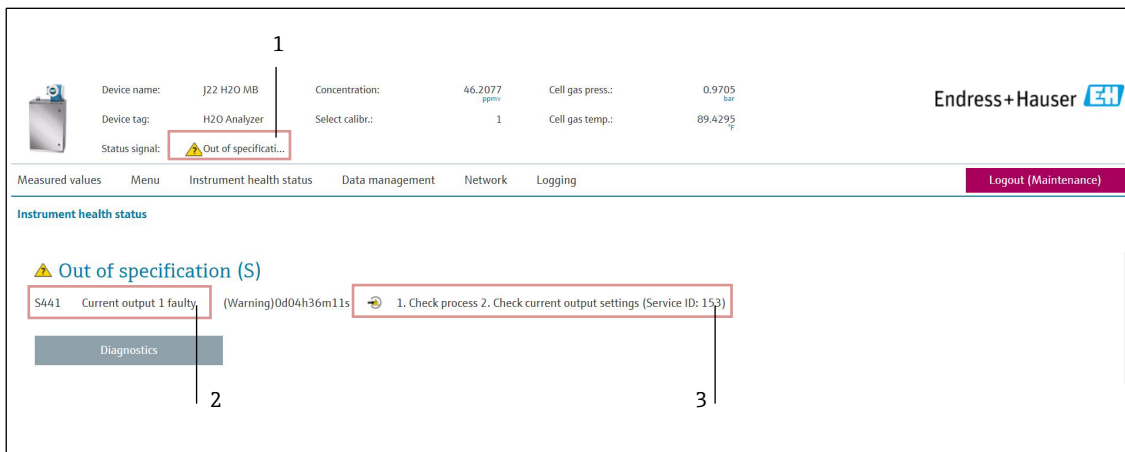 1
Device name: J22 H2O MB Concentration: 46.2077 ppmv Cell gas press.: 0.9705 bar
Endress+Hauser EH
Device tag: H2O Analyzer Select calibr.: 1 Cell gas temp.: 89.4295 °F
Status signal: Out of specificati...
Measured values Menu Instrument health status Data management Network Logging Logout (Maintenance)
Instrument health status
Out of specification (S)
S441 Current output 1 faulty (Warning)0d04h36m11s 1. Check process 2. Check current output settings (Service ID: 153)
Diagnostics
2 3